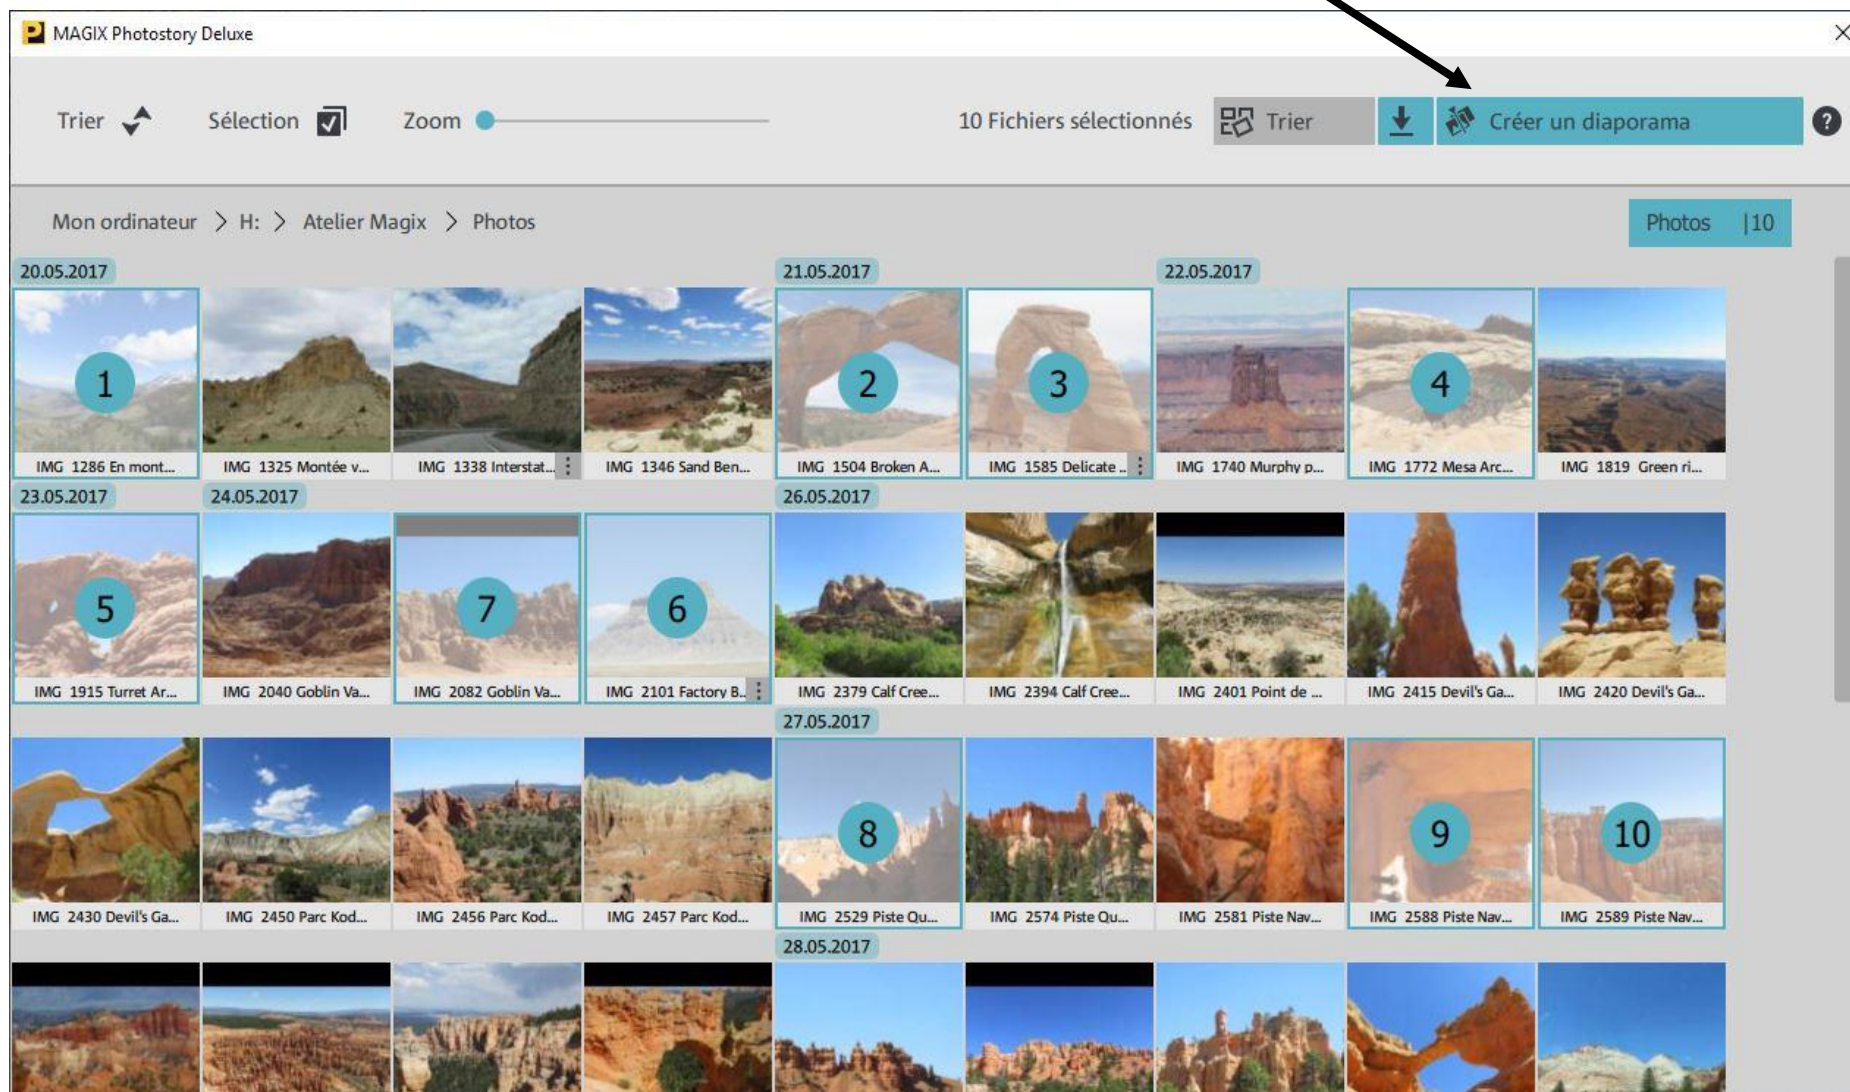 MAGIX Photostory Deluxe
Trier Sélection Zoom 10 Fichiers sélectionnés Trier Créer un diaporama ?
Mon ordinateur > H: > Atelier Magix > Photos Photos |10
20.05.2017 21.05.2017 22.05.2017
1 2 3 4
IMG 1286 En mont... IMG 1325 Montée v... IMG 1338 Interstat... IMG 1346 Sand Ben... IMG 1504 Broken A... IMG 1585 Delicate .. IMG 1740 Murphy p... IMG 1772 Mesa Arc... IMG 1819 Green ri...
23.05.2017 24.05.2017 26.05.2017
5 7 6
IMG 1915 Turret Ar... IMG 2040 Goblin Va... IMG 2082 Goblin Va... IMG 2101 Factory B.. IMG 2379 Calf Cree... IMG 2394 Calf Cree... IMG 2401 Point de ... IMG 2415 Devil's Ga... IMG 2420 Devil's Ga...
27.05.2017
8 9 10
IMG 2430 Devil's Ga... IMG 2450 Parc Kod... IMG 2456 Parc Kod... IMG 2457 Parc Kod... IMG 2529 Piste Qu... IMG 2574 Piste Qu... IMG 2581 Piste Nav... IMG 2588 Piste Nav... IMG 2589 Piste Nav...
28.05.2017